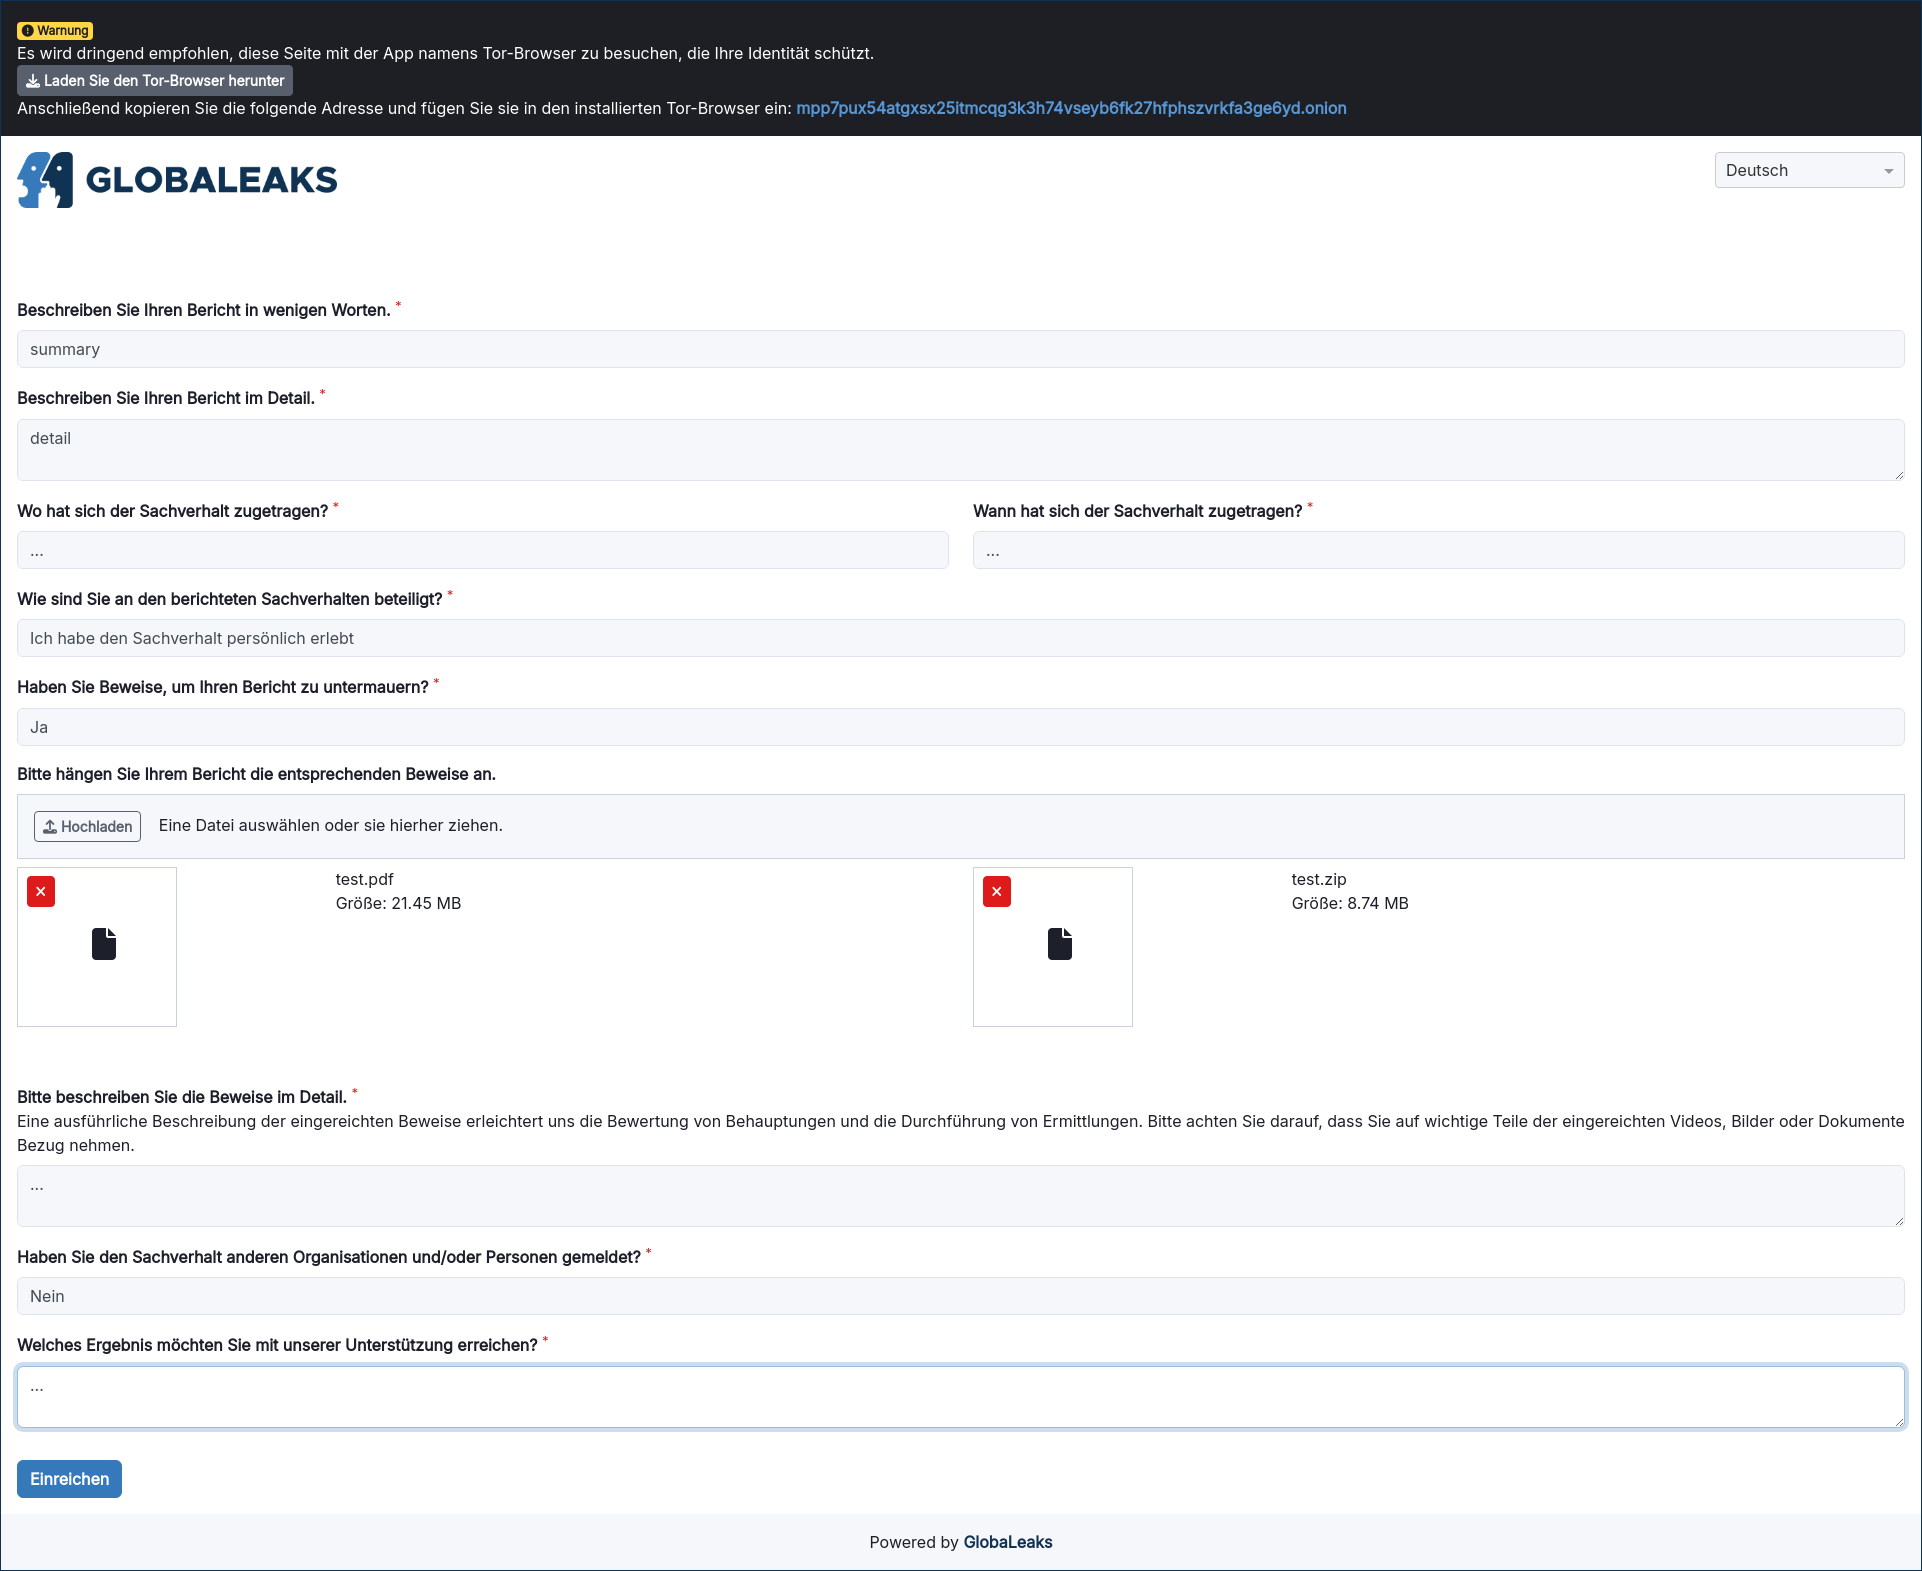 Warnung
Es wird dringend empfohlen, diese Seite mit der App namens Tor-Browser zu besuchen, die Ihre Identität schützt.
Laden Sie den Tor-Browser herunter
Anschließend kopieren Sie die folgende Adresse und fügen Sie sie in den installierten Tor-Browser ein: mpp7pux54atgxsx25itmcqg3k3h74vseyb6fk27hfphszvrkfa3ge6yd.onion
GLOBALEAKS
Deutsch
Beschreiben Sie Ihren Bericht in wenigen Worten. *
summary
Beschreiben Sie Ihren Bericht im Detail. *
detail
Wo hat sich der Sachverhalt zugetragen? *
...
Wann hat sich der Sachverhalt zugetragen? *
...
Wie sind Sie an den berichteten Sachverhalten beteiligt? *
Ich habe den Sachverhalt persönlich erlebt
Haben Sie Beweise, um Ihren Bericht zu untermauern? *
Ja
Bitte hängen Sie Ihrem Bericht die entsprechenden Beweise an.
Hochladen Eine Datei auswählen oder sie hierher ziehen.
test.pdf
Größe: 21.45 MB
test.zip
Größe: 8.74 MB
Bitte beschreiben Sie die Beweise im Detail. *
Eine ausführliche Beschreibung der eingereichten Beweise erleichtert uns die Bewertung von Behauptungen und die Durchführung von Ermittlungen. Bitte achten Sie darauf, dass Sie auf wichtige Teile der eingereichten Videos, Bilder oder Dokumente
Bezug nehmen.
...
Haben Sie den Sachverhalt anderen Organisationen und/oder Personen gemeldet? *
Nein
Welches Ergebnis möchten Sie mit unserer Unterstützung erreichen? *
...
Einreichen
Powered by GlobaLeaks